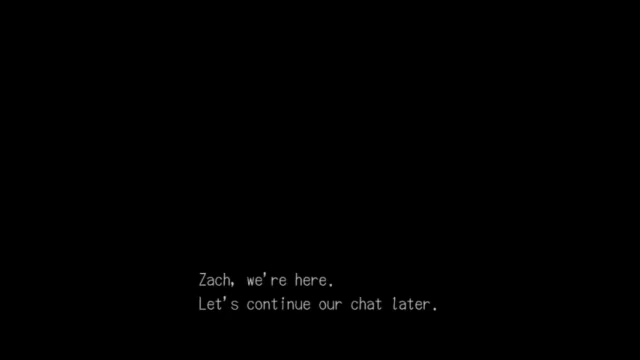 Zach, we're here.
Let's continue our chat later.